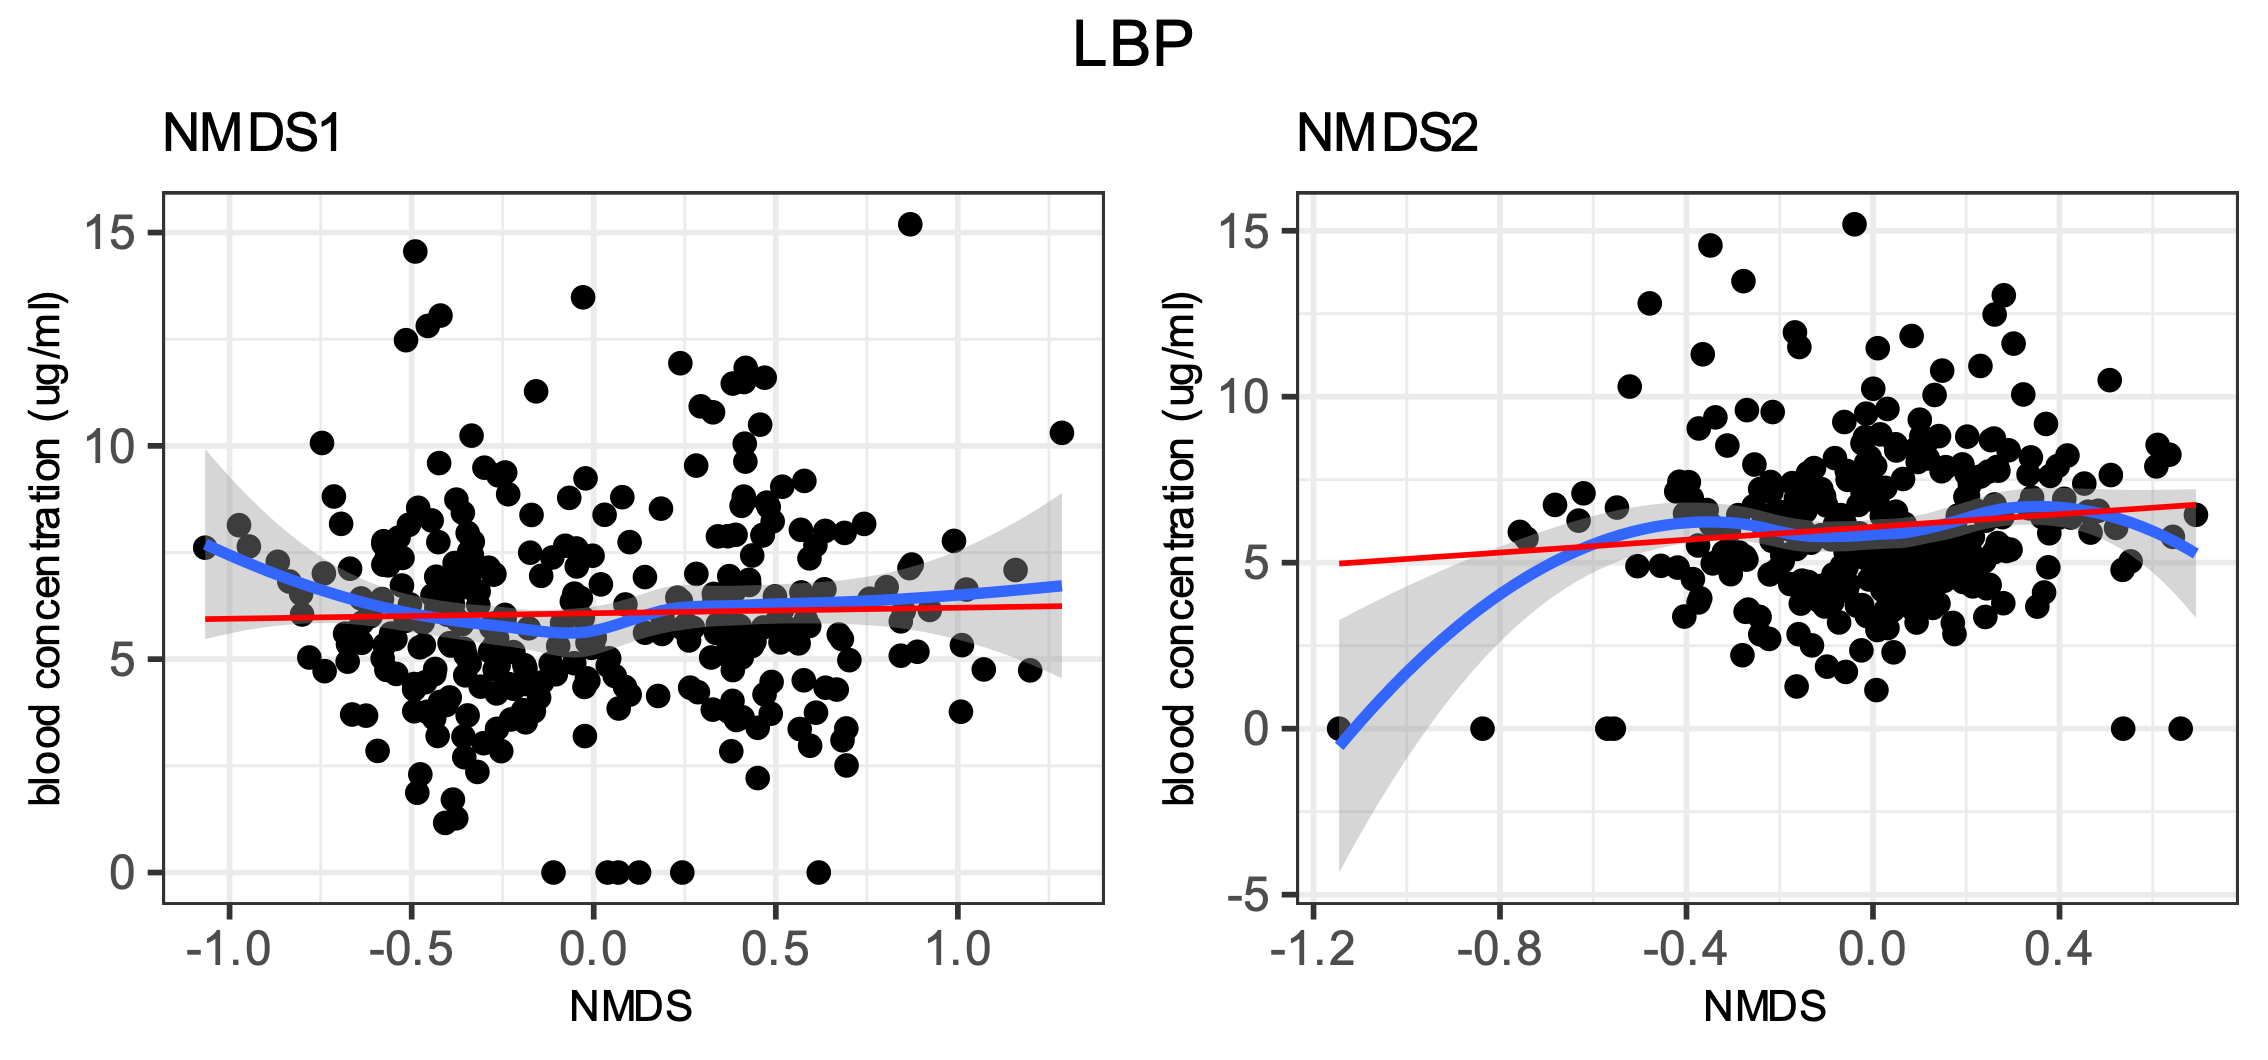 LBP
NMDS1
NMDS2
blood concentration (ug/ml)
15
10
5
0
-1.0
-0.5
0.0
0.5
1.0
NMDS
blood concentration (ug/ml)
15
10
5
0
-5
-1.2
-0.8
-0.4
0.0
0.4
NMDS